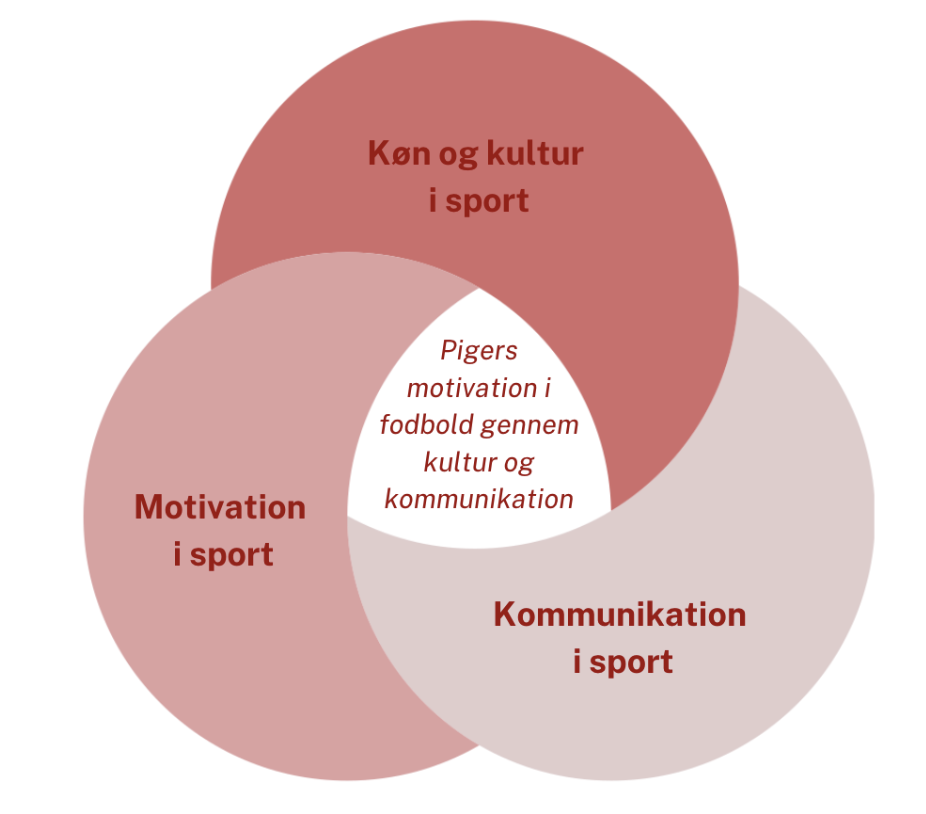 Køn og kultur
i sport
Pigers
motivation i
fodbold gennem
kultur og
kommunikation
Motivation
i sport
Kommunikation
i sport